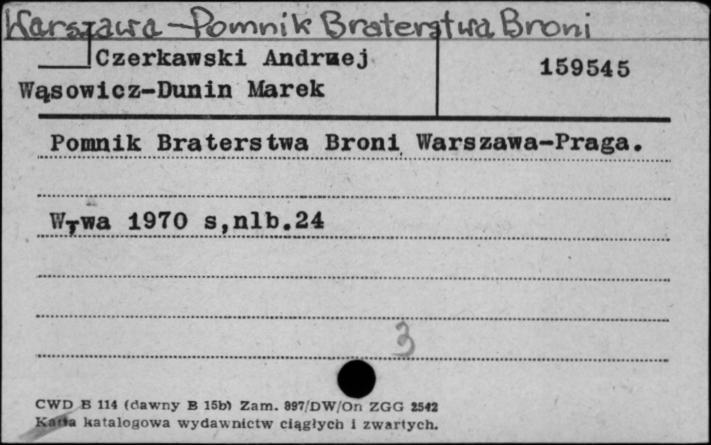 Warszawa - Pomnik Braterstwa Broni
Czerkawski Andrzej
159545
Wąsowicz-Dunin Marek
Pomnik Braterstwa Broni Warszawa-Praga.
W-wa 1970 s,nlb.24
3
CWD B 114 (dawny B 15b) Zam. 897/DW/On ZGG 2542
Karta katalogowa wydawnictw ciągłych i zwartych.